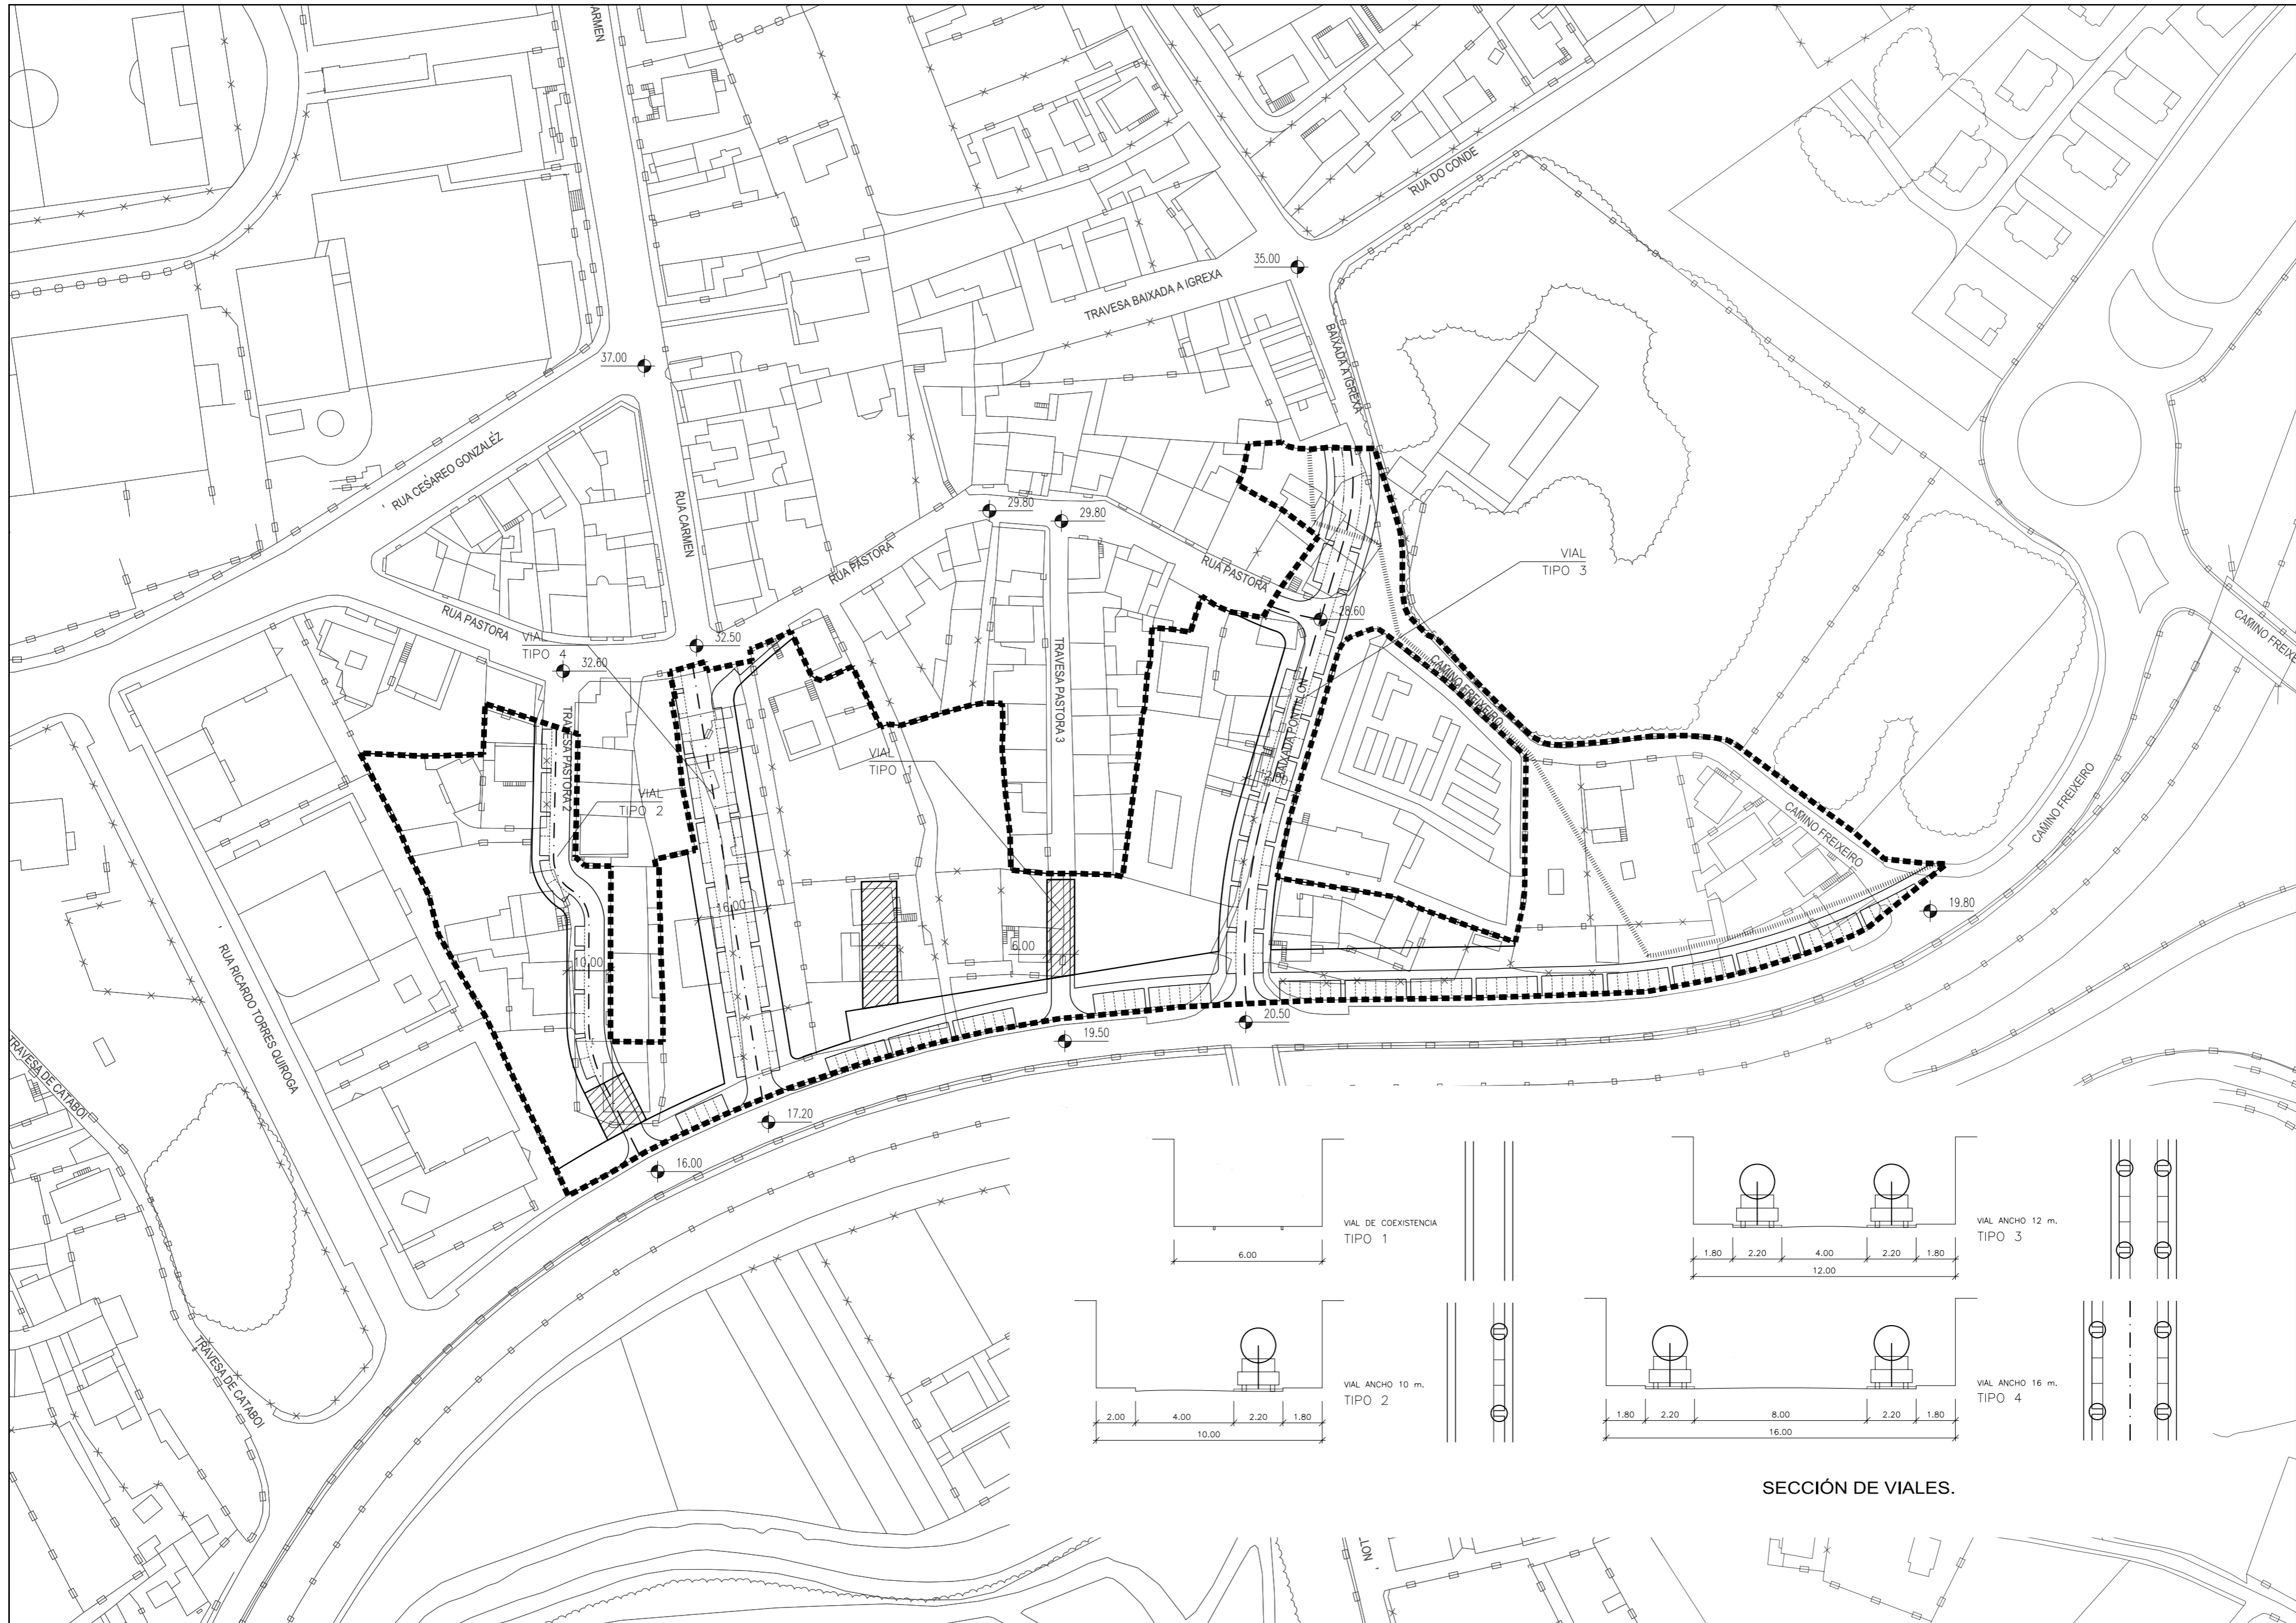 ARMEN
RUA DO CONDE
35.00
TRAVESA BAIXADA A IGREXA
BAIXADA A IGREXA
37.00
RUA CESAREO GONZALEZ
RUA CARMEN
29.80
29.80
RUA PASTORA
RUA PASTORA
VIAL
TIPO 3
28.60
RUA PASTORA
VIAL
TIPO 4
32.50
32.60
CAMINO FREIXE
CAMINO FREIXEIRO
TRAVESA PASTORA 3
TRAVESA PASTORA 2
BAIXADA PONTILLON
12.00
VIAL
TIPO 1
VIAL
TIPO 2
CAMINO FREIXEIRO
CAMINO FREIXEIRO
16.00
19.80
6.00
10.00
RUA RICARDO TORRES QUIROGA
20.50
19.50
TRAVESA DE CATABOI
17.20
16.00
VIAL DE COEXISTENCIA
TIPO 1
6.00
VIAL ANCHO 12 m.
TIPO 3
1.80 2.20 4.00 2.20 1.80
12.00
TRAVESA DE CATABOI
VIAL ANCHO 10 m.
TIPO 2
2.00 4.00 2.20 1.80
10.00
VIAL ANCHO 16 m.
TIPO 4
1.80 2.20 8.00 2.20 1.80
16.00
SECCIÓN DE VIALES.
LON